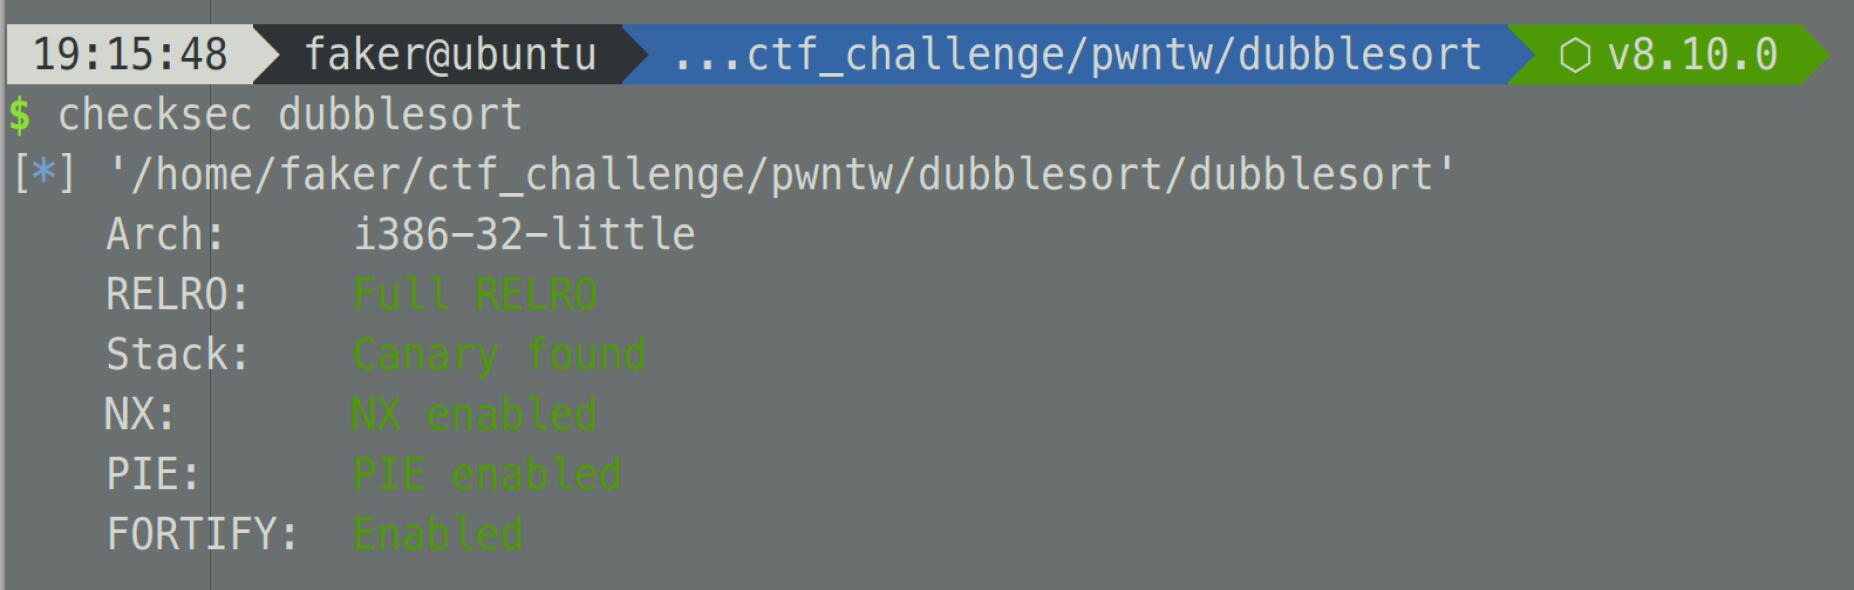 19:15:48 faker@ubuntu ...ctf_challenge/pwntw/dubblesort ⬡ v8.10.0
$ checksec dubblesort
[*] '/home/faker/ctf_challenge/pwntw/dubblesort/dubblesort'
Arch: i386-32-little
RELRO: Full RELRO
Stack: Canary found
NX: NX enabled
PIE: PIE enabled
FORTIFY: Enabled